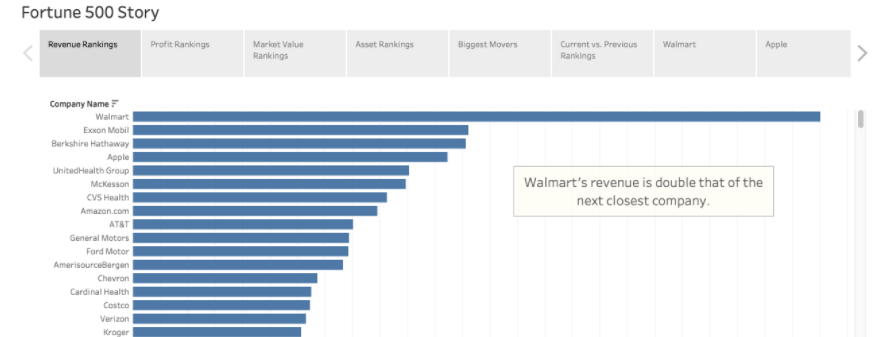 Fortune 500 Story
Revenue Rankings
Profit Rankings
Market Value
Rankings
Asset Rankings
Biggest Movers
Current vs. Previous
Rankings
Walmart
Apple
Company Name
Walmart
Exxon Mobil
Berkshire Hathaway
Apple
UnitedHealth Group
McKesson
CVS Health
Amazon.com
AT&T
General Motors
Ford Motor
AmerisourceBergen
Chevron
Cardinal Health
Costco
Verizon
Kroger
Walmart's revenue is double that of the
next closest company.